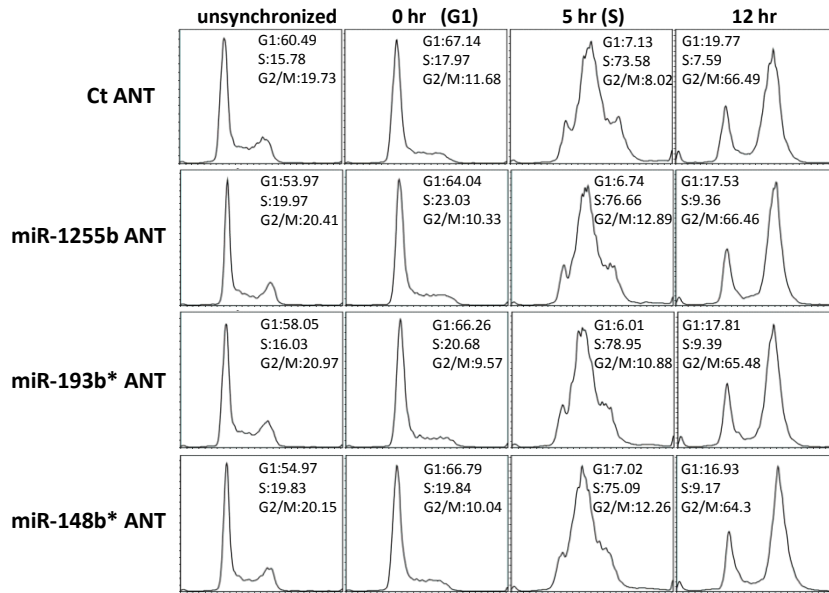 unsynchronized 0 hr (G1) 5 hr (S) 12 hr
Ct ANT
G1:60.49
S:15.78
G2/M:19.73
G1:67.14
S:17.97
G2/M:11.68
G1:7.13
S:73.58
G2/M:8.02
G1:19.77
S:7.59
G2/M:66.49
miR-1255b ANT
G1:53.97
S:19.97
G2/M:20.41
G1:64.04
S:23.03
G2/M:10.33
G1:6.74
S:76.66
G2/M:12.89
G1:17.53
S:9.36
G2/M:66.46
miR-193b* ANT
G1:58.05
S:16.03
G2/M:20.97
G1:66.26
S:20.68
G2/M:9.57
G1:6.01
S:78.95
G2/M:10.88
G1:17.81
S:9.39
G2/M:65.48
miR-148b* ANT
G1:54.97
S:19.83
G2/M:20.15
G1:66.79
S:19.84
G2/M:10.04
G1:7.02
S:75.09
G2/M:12.26
G1:16.93
S:9.17
G2/M:64.3